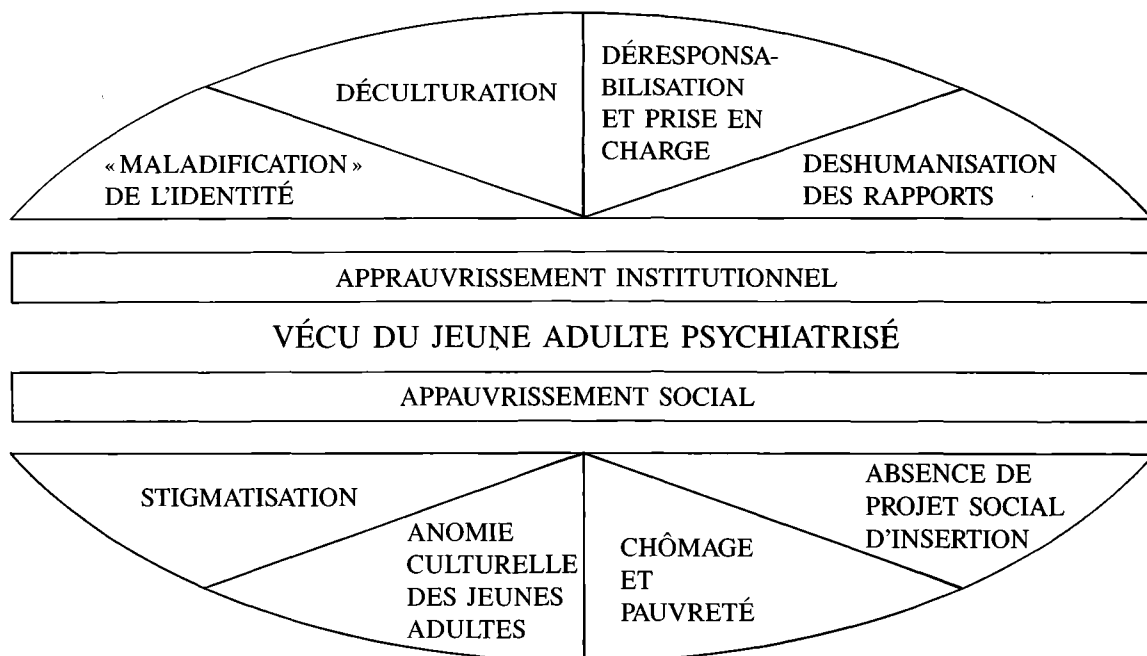 DÉCULTURATION
DÉRESPONSA-
BILISATION
ET PRISE EN
CHARGE
«MALADIFICATION»
DE L'IDENTITÉ
DESHUMANISATION
DES RAPPORTS
APPRAUVRISSEMENT INSTITUTIONNEL
VÉCU DU JEUNE ADULTE PSYCHIATRISÉ
APPAUVRISSEMENT SOCIAL
STIGMATISATION
ANOMIE
CULTURELLE
DES JEUNES
ADULTES
CHÔMAGE
ET
PAUVRETÉ
ABSENCE DE
PROJET SOCIAL
D'INSERTION